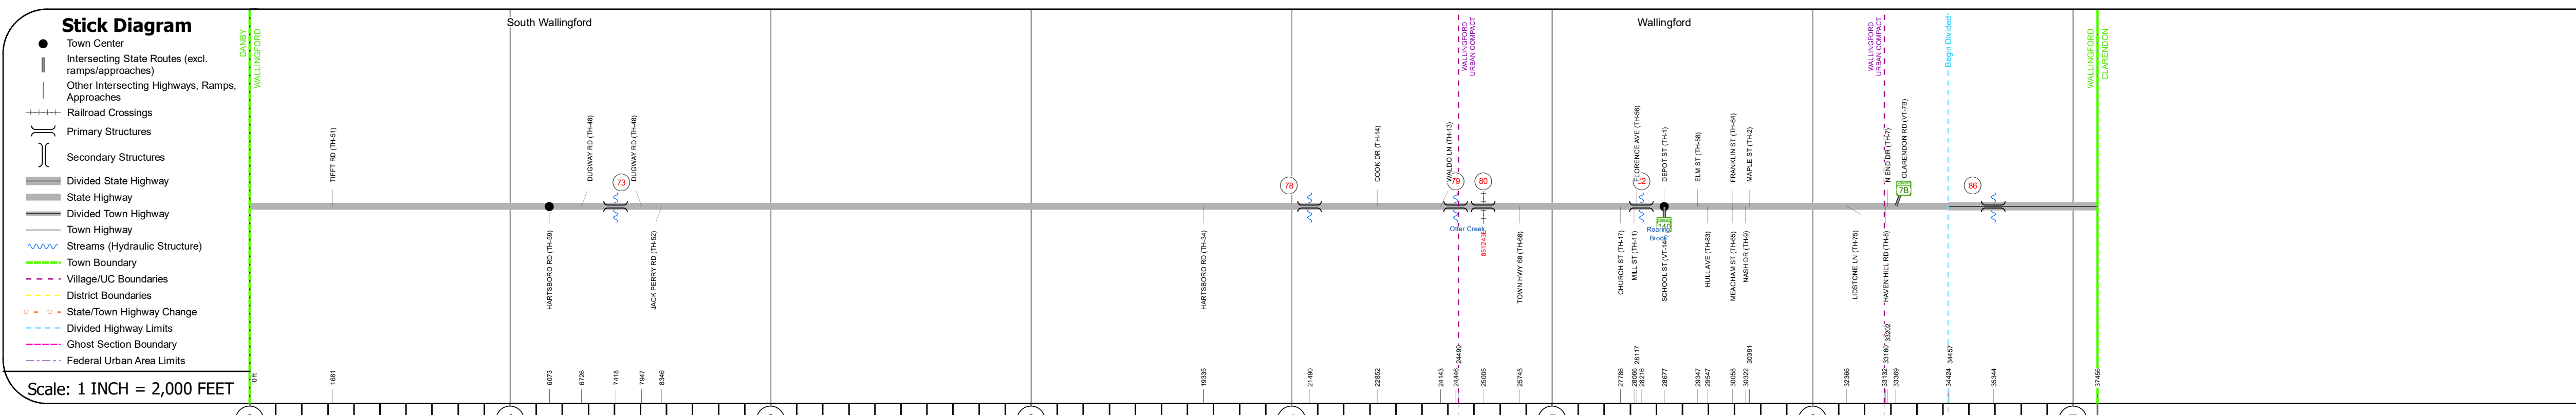 Stick Diagram
Town Center
Intersecting State Routes (excl.
ramps/approaches)
Other Intersecting Highways, Ramps,
Approaches
Railroad Crossings
Primary Structures
Secondary Structures
Divided State Highway
State Highway
Divided Town Highway
Town Highway
Streams (Hydraulic Structure)
Town Boundary
Village/UC Boundaries
District Boundaries
State/Town Highway Change
Divided Highway Limits
Ghost Section Boundary
Federal Urban Area Limits
Scale: 1 INCH = 2,000 FEET
South Wallingford
Wallingford
DANBY
WALLINGFORD
WALLINGFORD
URBAN COMPACT
WALLINGFORD
URBAN COMPACT
Begin Divided
WALLINGFORD
CLARENDON
TIFFT RD (TH-51)
DUGWAY RD (TH-48)
DUGWAY RD (TH-48)
COOK DR (TH-14)
WALDO LN (TH-13)
FLORENCE AVE (TH-56)
DEPOT ST (TH-1)
ELM ST (TH-58)
FRANKLIN ST (TH-64)
MAPLE ST (TH-2)
N END DR (TH-7)
CLARENDON RD (VT-7B)
73
78
79
80
7B
86
HARTSBORO RD (TH-59)
JACK PERRY RD (TH-52)
HARTSBORO RD (TH-34)
Otter Creek
851243E
TOWN HWY 68 (TH-68)
CHURCH ST (TH-17)
MILL ST (TH-11)
Roaring
Brook
SCHOOL ST (VT-140)
HULL AVE (TH-83)
MEACHAM ST (TH-65)
NASH DR (TH-9)
LIDSTONE LN (TH-75)
HAVEN HILL RD (TH-8)
0 ft
1681
6073
6726
7418
7947
8346
19335
21490
22852
24143
24446
24499
25005
25745
27786
28066
28117
28216
28677
29347
29547
30058
30322
30391
32366
33132
33160
33202
33369
34424
34457
35344
37456